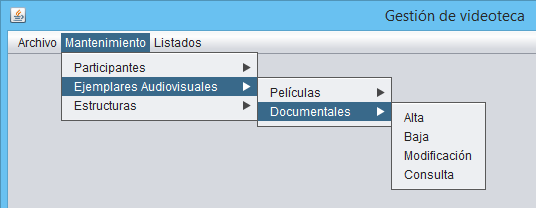 Gestión de videoteca
Archivo Mantenimiento Listados
Participantes
Ejemplares Audiovisuales
Estructuras
Películas
Documentales
Alta
Baja
Modificación
Consulta